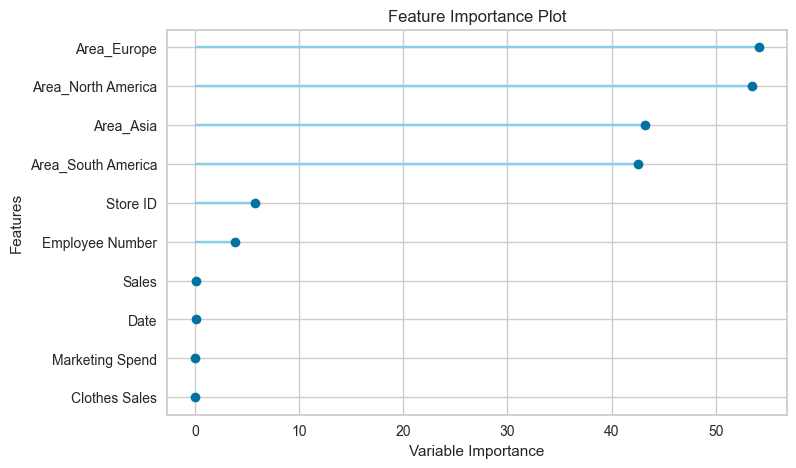 Feature Importance Plot
Features
Area_Europe
Area_North America
Area_Asia
Area_South America
Store ID
Employee Number
Sales
Date
Marketing Spend
Clothes Sales
0 10 20 30 40 50
Variable Importance